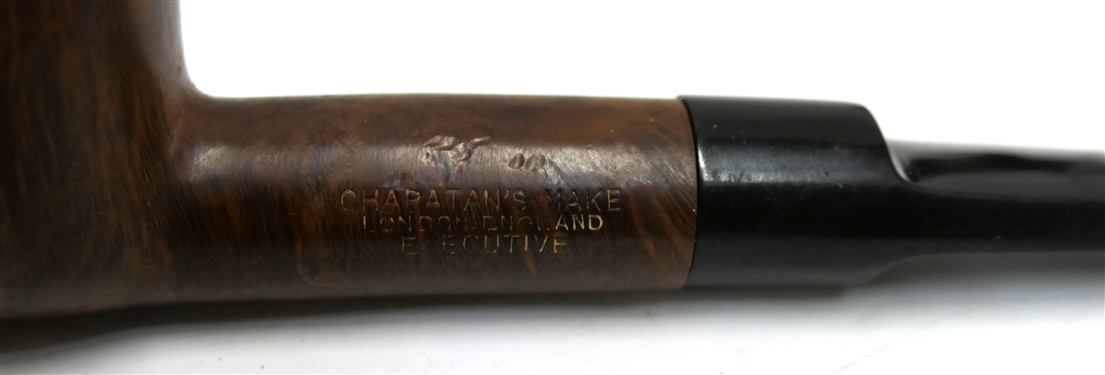 CHARATAN'S MAKE
LONDON ENGLAND
EXECUTIVE